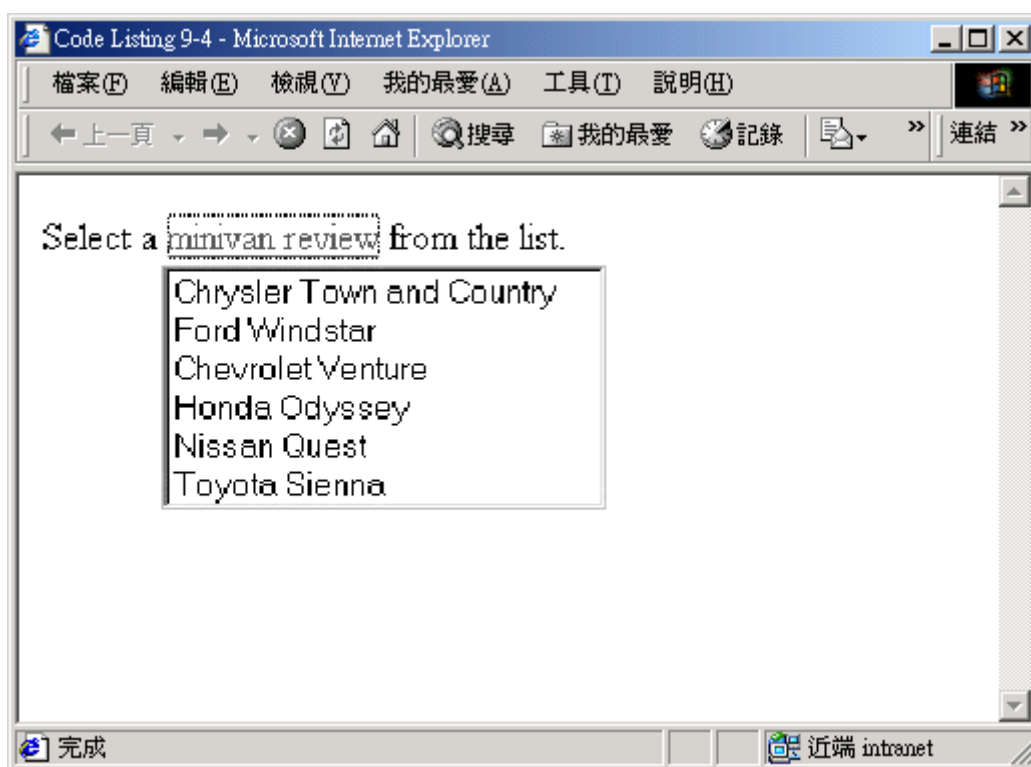 Code Listing 9-4 - Microsoft Internet Explorer
檔案(F) 編輯(E) 檢視(V) 我的最愛(A) 工具(T) 說明(H)
上一頁 搜尋 我的最愛 記錄 » 連結 »
Select a minivan review from the list.
Chrysler Town and Country
Ford Windstar
Chevrolet Venture
Honda Odyssey
Nissan Quest
Toyota Sienna
完成 近端 intranet